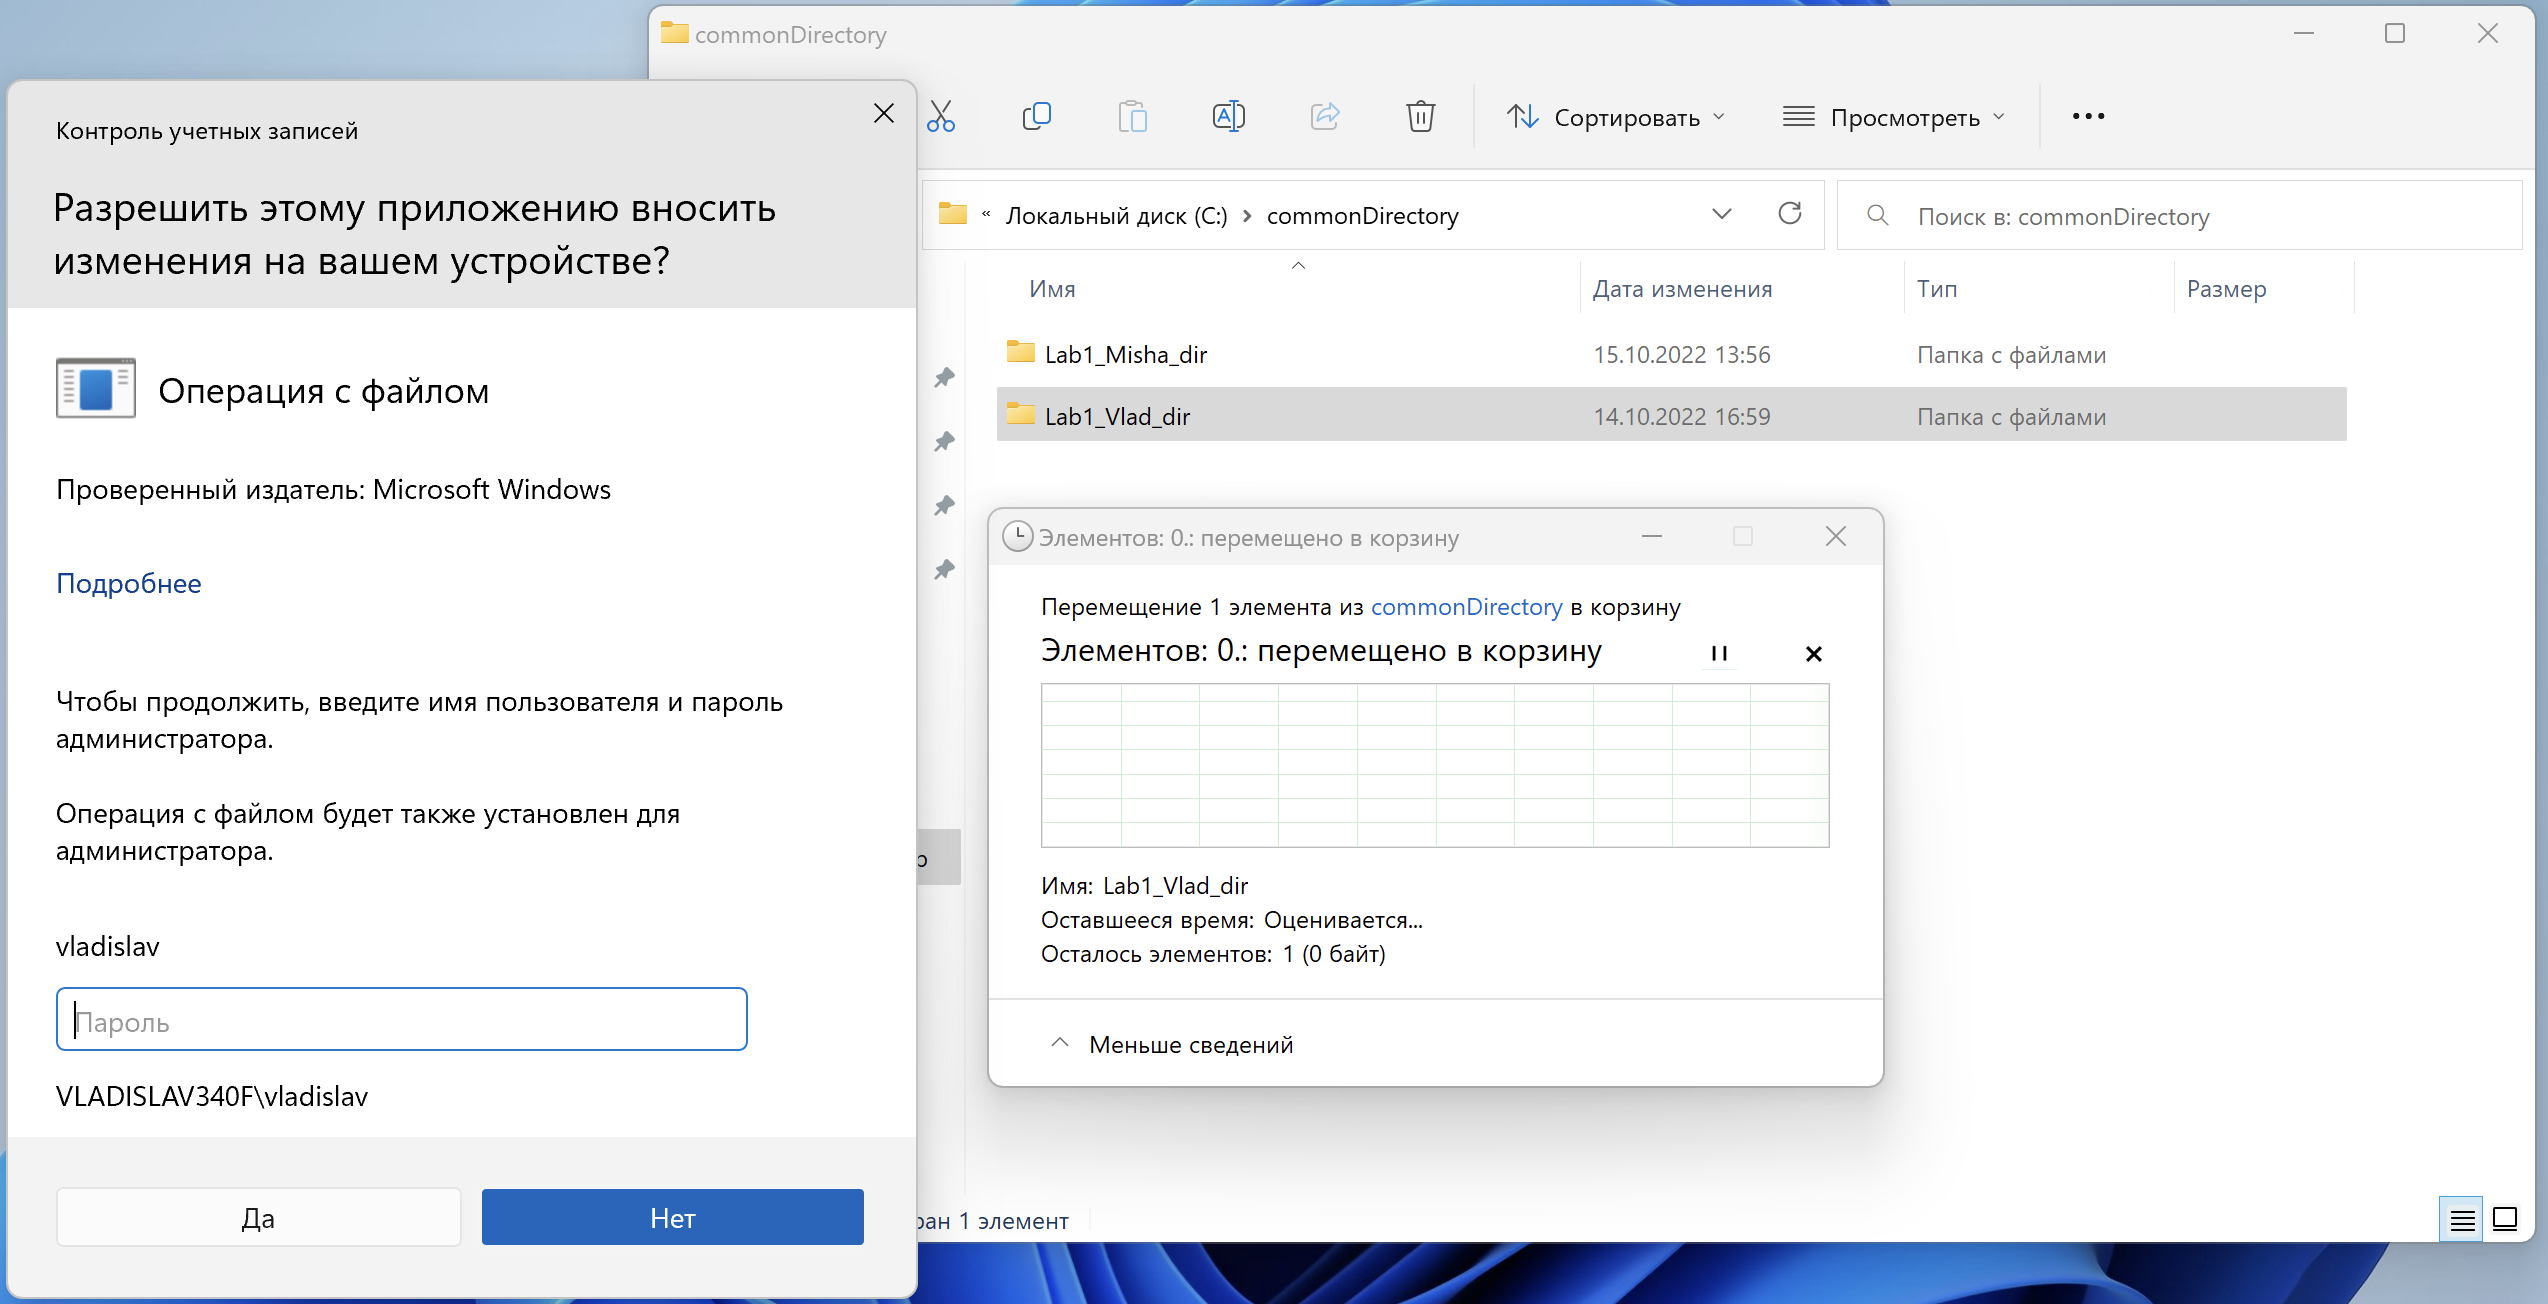 commonDirectory
Сортировать
Просмотреть
« Локальный диск (C:) › commonDirectory
Поиск в: commonDirectory
Имя
Дата изменения
Тип
Размер
Lab1_Misha_dir 15.10.2022 13:56 Папка с файлами
Lab1_Vlad_dir 14.10.2022 16:59 Папка с файлами
ран 1 элемент
Контроль учетных записей
Разрешить этому приложению вносить
изменения на вашем устройстве?
Операция с файлом
Проверенный издатель: Microsoft Windows
Подробнее
Чтобы продолжить, введите имя пользователя и пароль
администратора.
Операция с файлом будет также установлен для
администратора.
vladislav
Пароль
VLADISLAV340F\vladislav
Да
Нет
Элементов: 0.: перемещено в корзину
Перемещение 1 элемента из commonDirectory в корзину
Элементов: 0.: перемещено в корзину
Имя: Lab1_Vlad_dir
Оставшееся время: Оценивается...
Осталось элементов: 1 (0 байт)
Меньше сведений